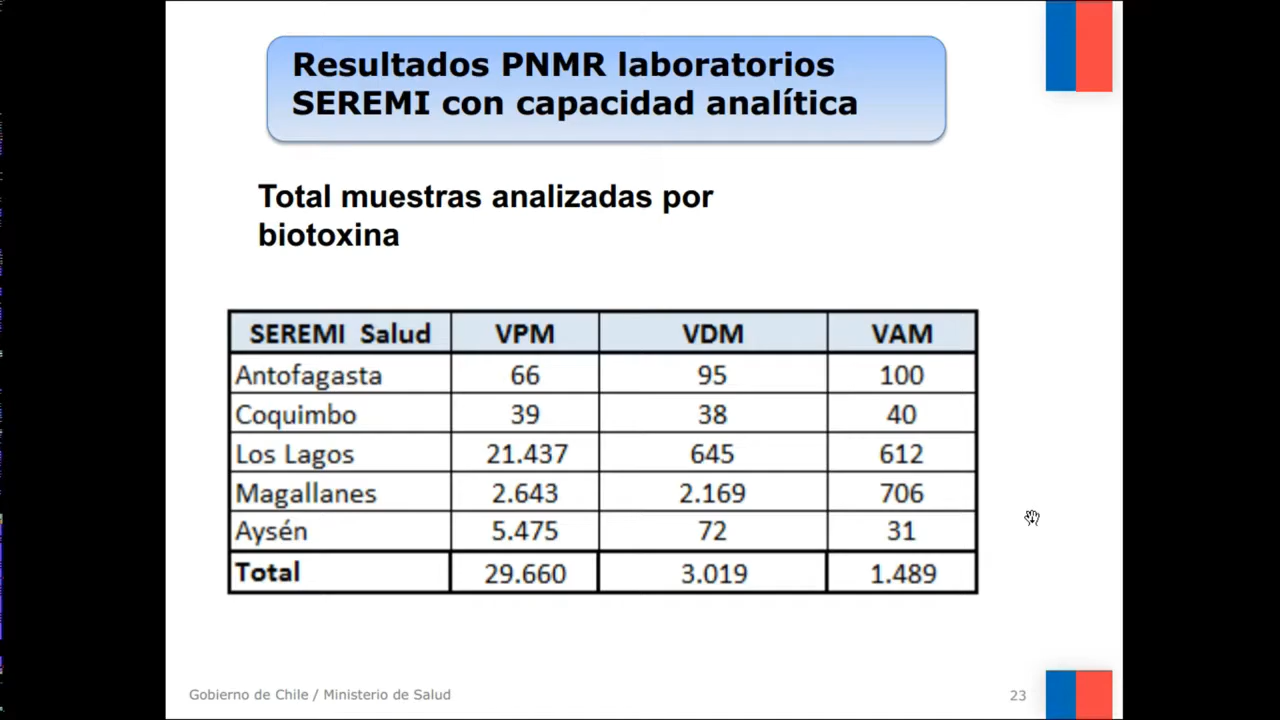 Resultados PNMR laboratorios
SEREMI con capacidad analítica
Total muestras analizadas por
biotoxina
SEREMI Salud VPM VDM VAM
Antofagasta 66 95 100
Coquimbo 39 38 40
Los Lagos 21.437 645 612
Magallanes 2.643 2.169 706
Aysén 5.475 72 31
Total 29.660 3.019 1.489
Gobierno de Chile / Ministerio de Salud 23